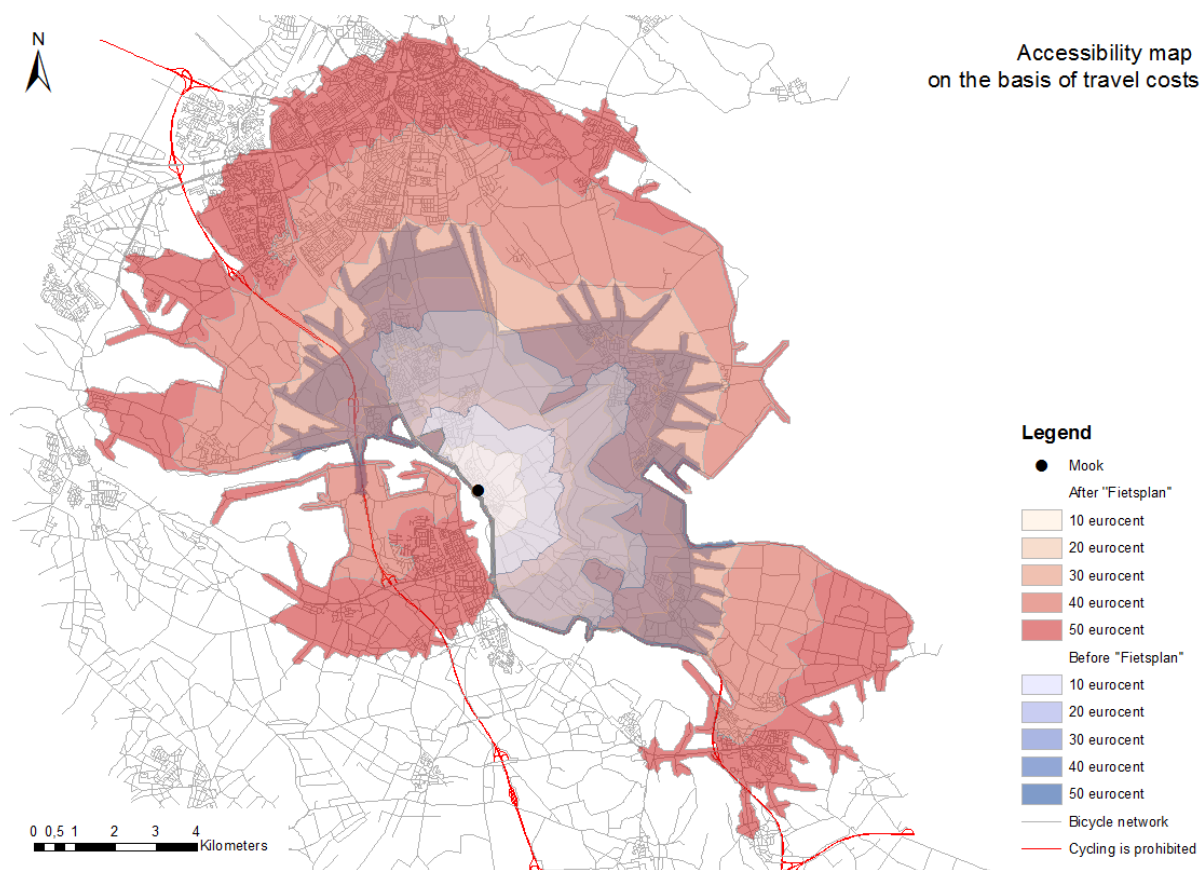 N
Accessibility map
on the basis of travel costs
Legend
Mook
After "Fietsplan"
10 eurocent
20 eurocent
30 eurocent
40 eurocent
50 eurocent
Before "Fietsplan"
10 eurocent
20 eurocent
30 eurocent
40 eurocent
50 eurocent
Bicycle network
Cycling is prohibited
0 0,5 1 2 3 4
Kilometers